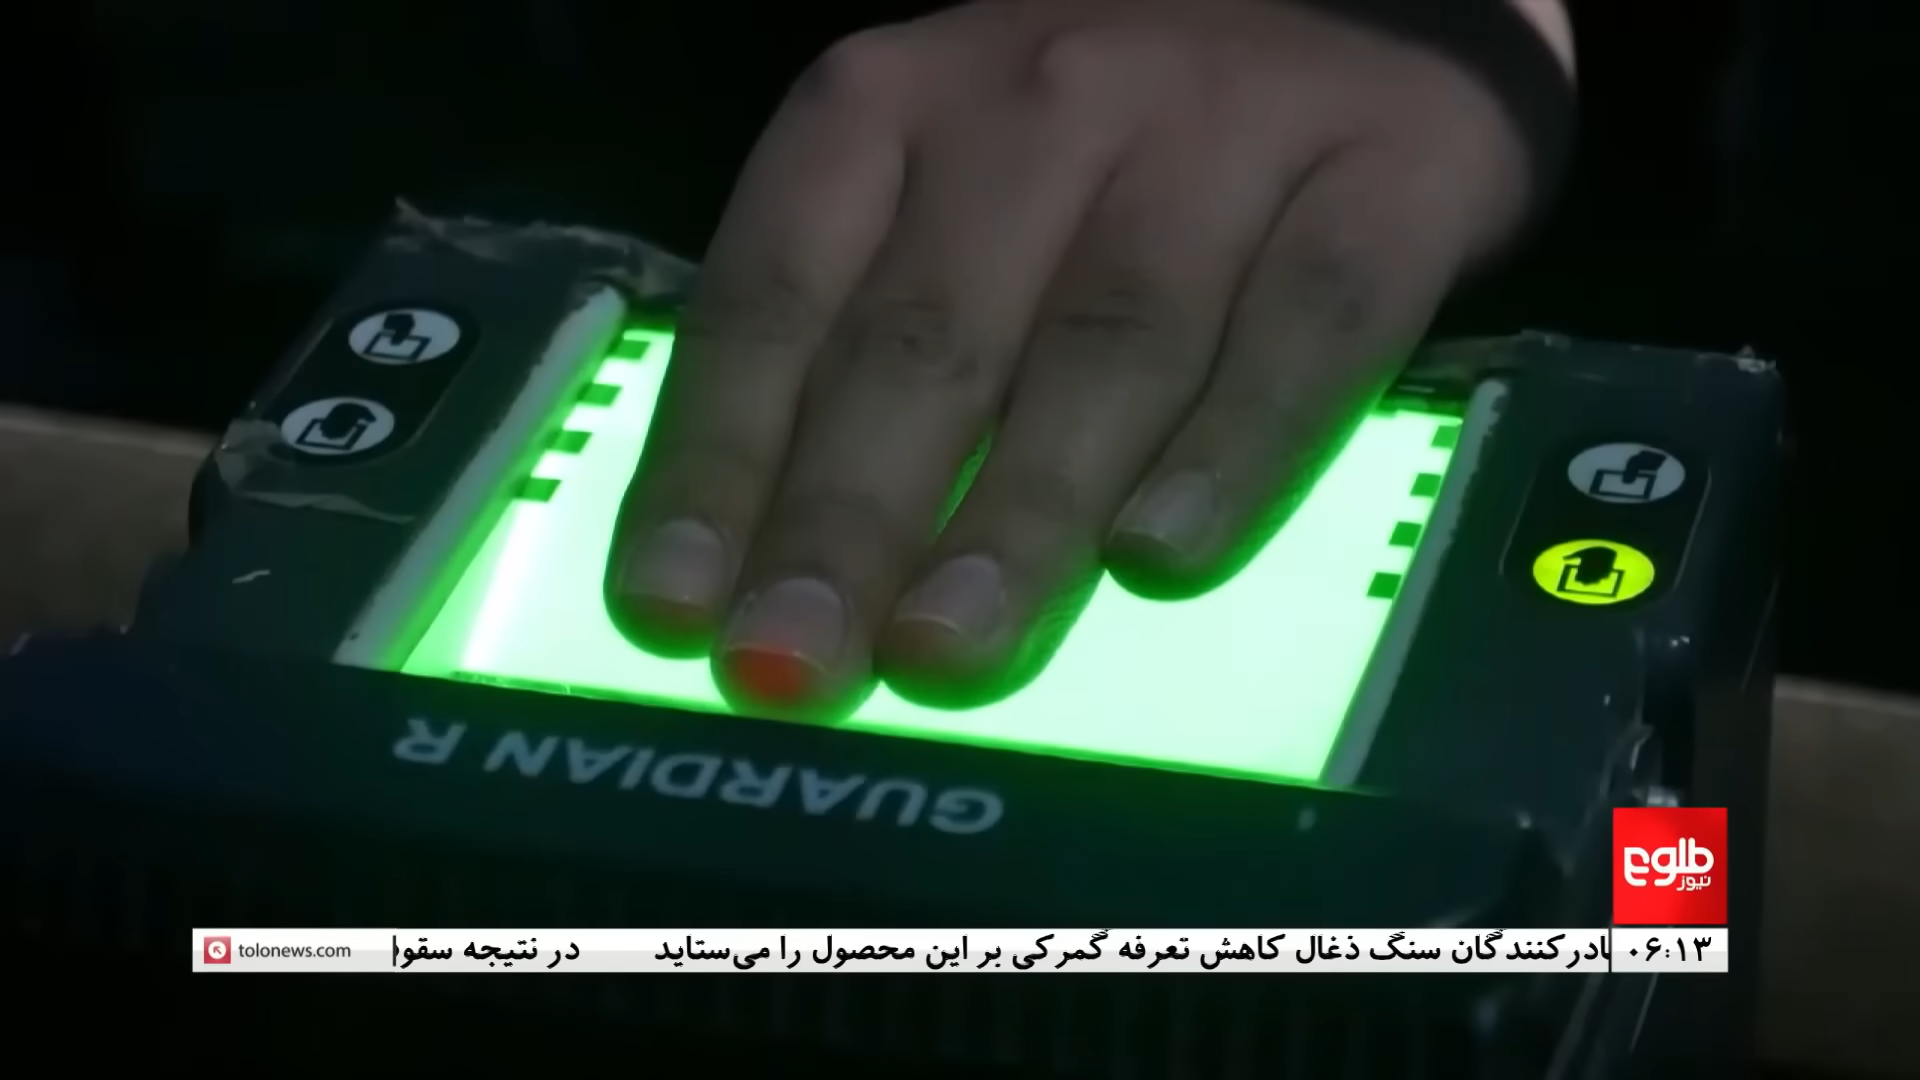 GUARDIAN R
طلوع
نیوز
۰۶:۱۳
ادرکنندگان سنگ ذغال کاهش تعرفه گمرکی بر این محصول را می‌ستاید
در نتیجه سقو
tolonews.com